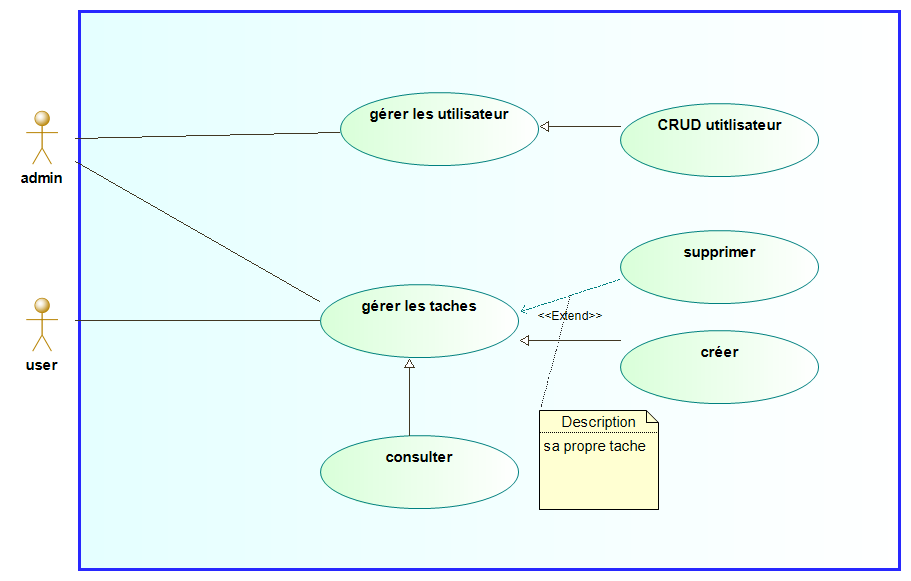 gérer les utilisateur
CRUD utitlisateur
admin
supprimer
gérer les taches
<<Extend>>
user
créer
Description
sa propre tache
consulter